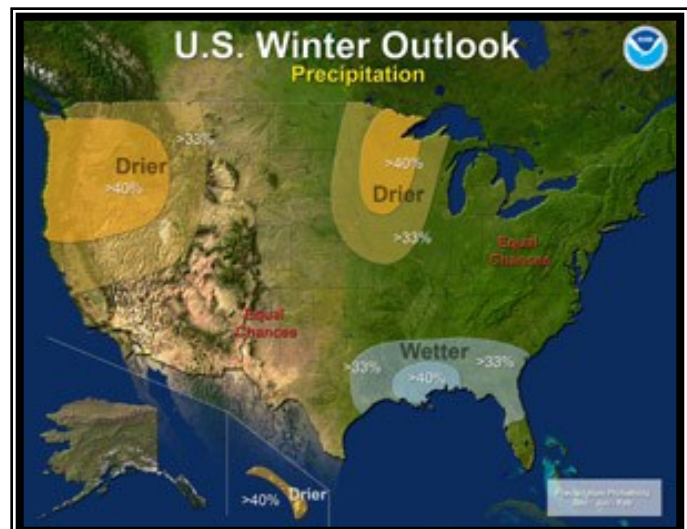 U.S. Winter Outlook
Precipitation
>33%
Drier
>40%
>40%
Drier
>33%
Equal
Chances
Equal
Chances
Wetter
>33%
>33%
>40%
>40%
Drier